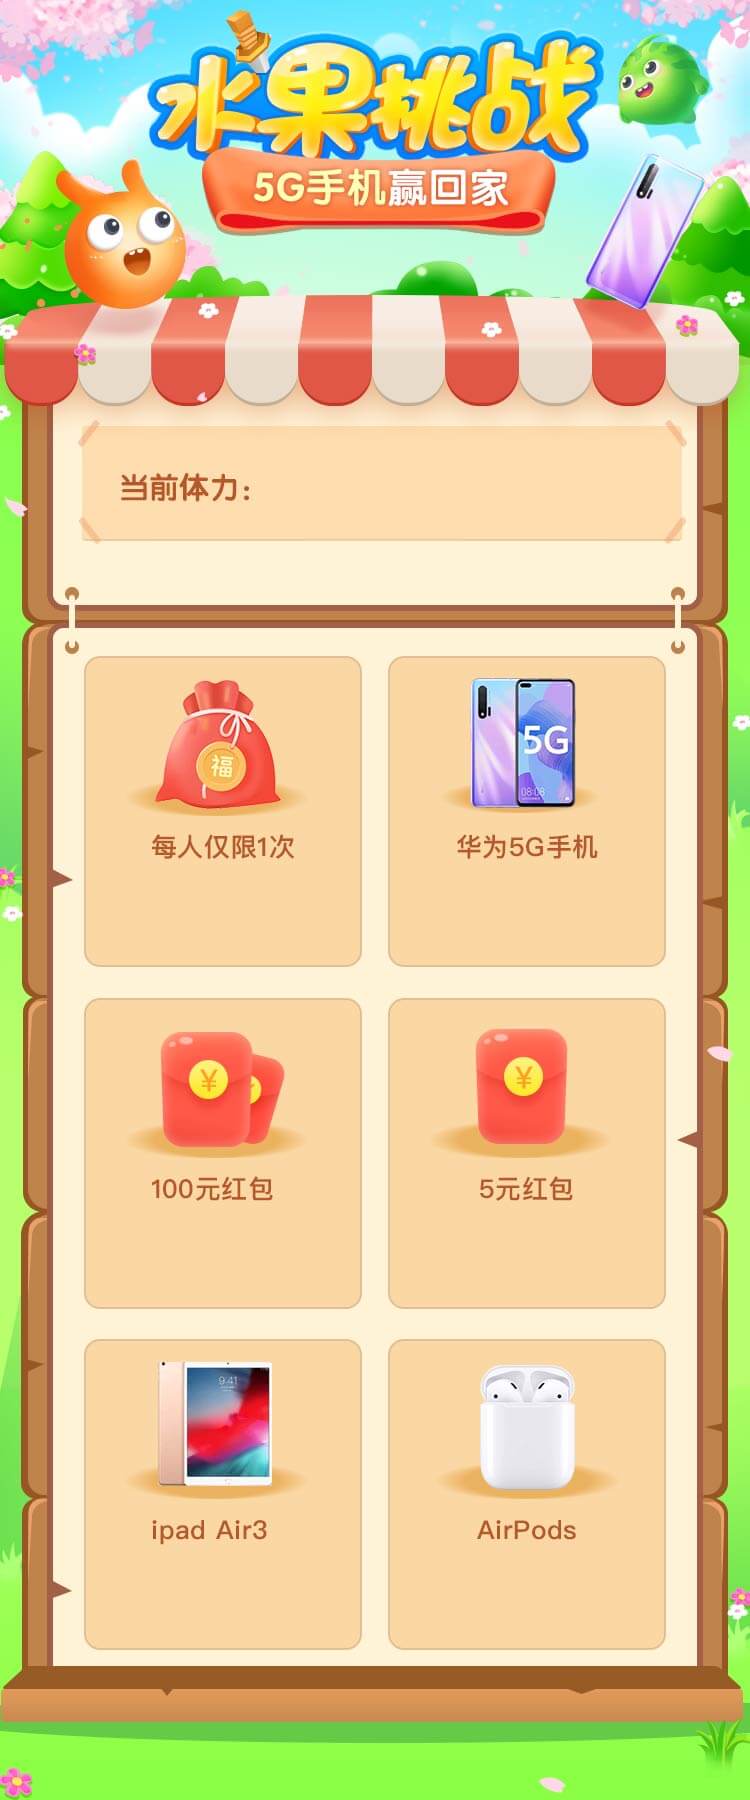 水果挑战
5G手机赢回家
当前体力：
福
5G
08:08
每人仅限1次
华为5G手机
¥
¥
¥
100元红包
5元红包
9:41
ipad Air3
AirPods